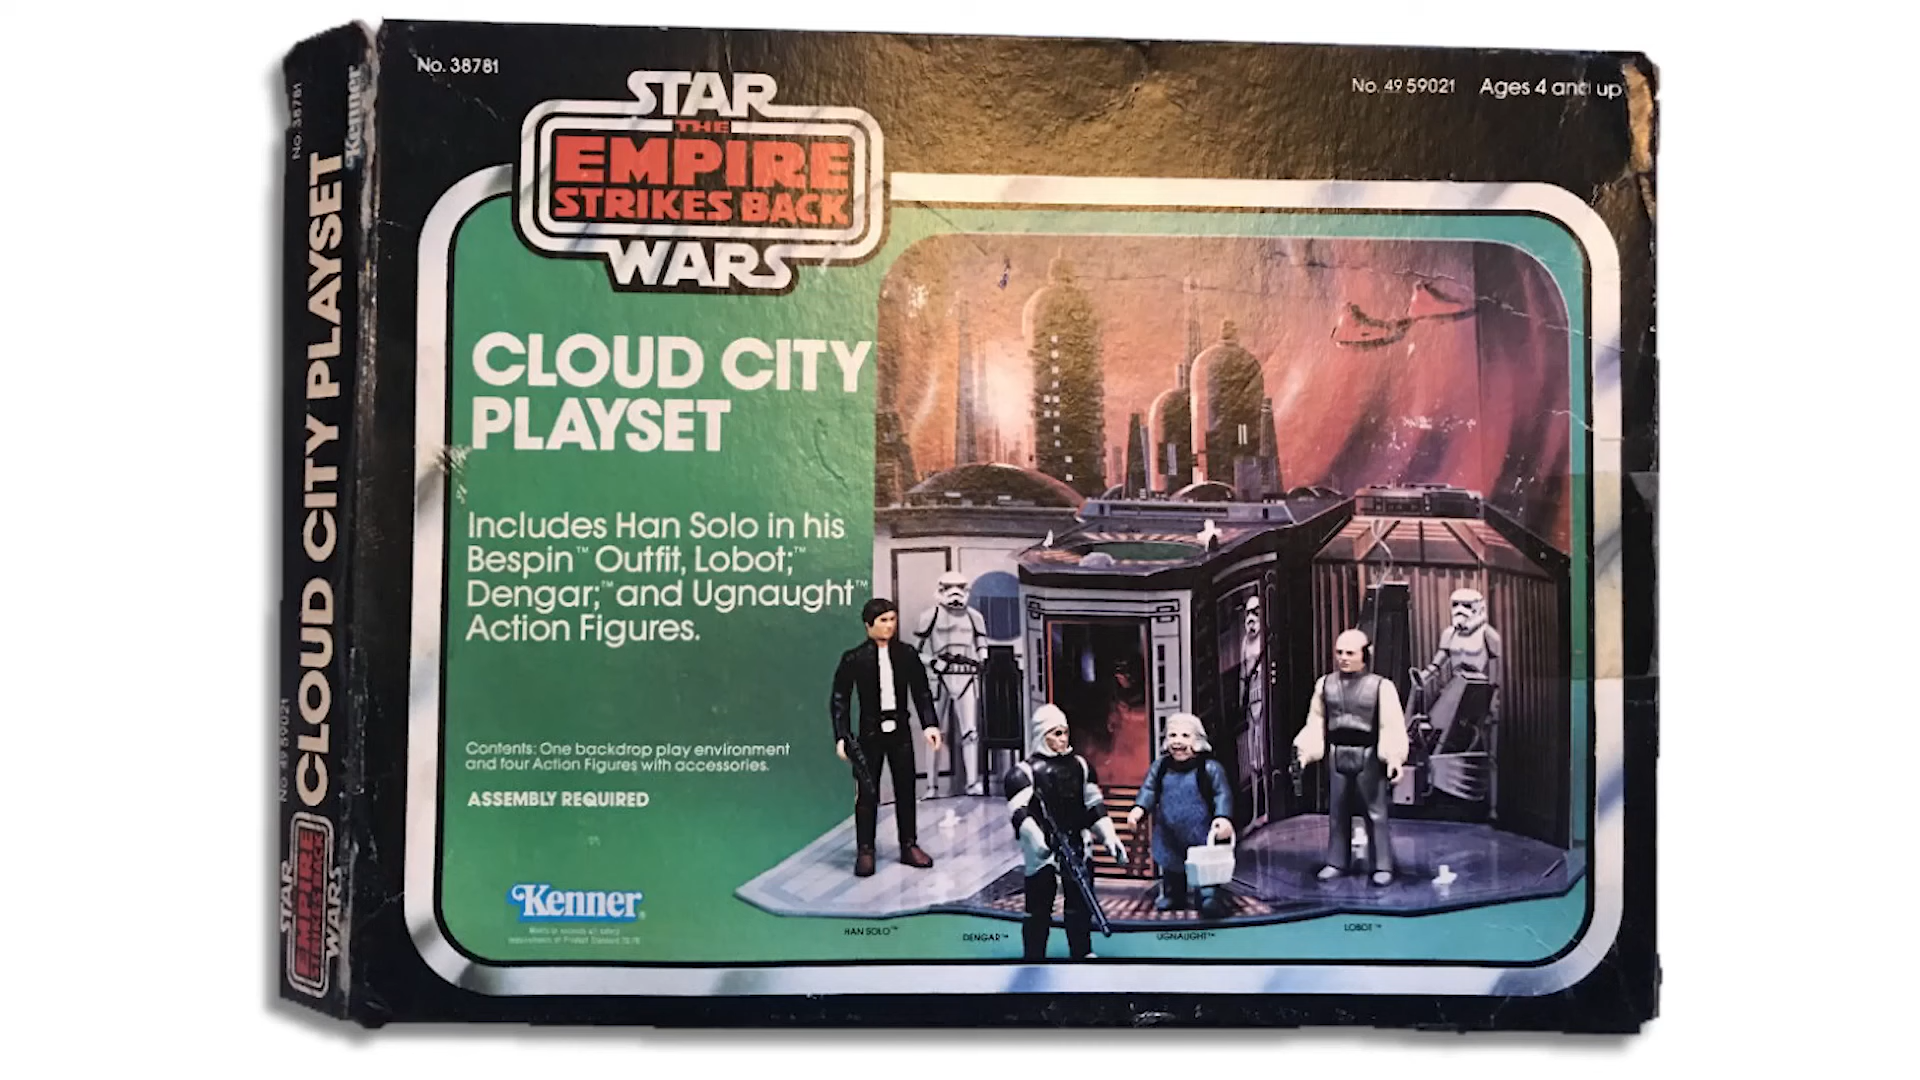 No. 38781
No. 49 59021 Ages 4 and up
STAR
THE
EMPIRE
STRIKES BACK
WARS
CLOUD CITY
PLAYSET
Includes Han Solo in his
Bespin™ Outfit, Lobot;™
Dengar;™ and Ugnaught™
Action Figures.
Contents: One backdrop play environment
and four Action Figures with accessories.
ASSEMBLY REQUIRED
Kenner
HAN SOLO™
DENGAR™
UGNAUGHT™
LOBOT™
No. 38781
Kenner
CLOUD CITY PLAYSET
No. 49 59021
STAR
EMPIRE
STRIKES BACK
WARS